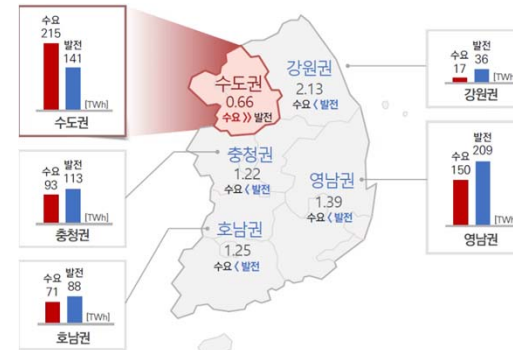 수요 발전
215 141
[TWh]
수도권
수도권
0.66
수요 》 발전
강원권
2.13
수요 〈 발전
수요 발전
17 36
[TWh]
강원권
수요 발전
93 113
[TWh]
충청권
충청권
1.22
수요 〈 발전
영남권
1.39
수요 〈 발전
수요 발전
150 209
[TWh]
영남권
호남권
1.25
수요 〈 발전
수요 발전
71 88
[TWh]
호남권